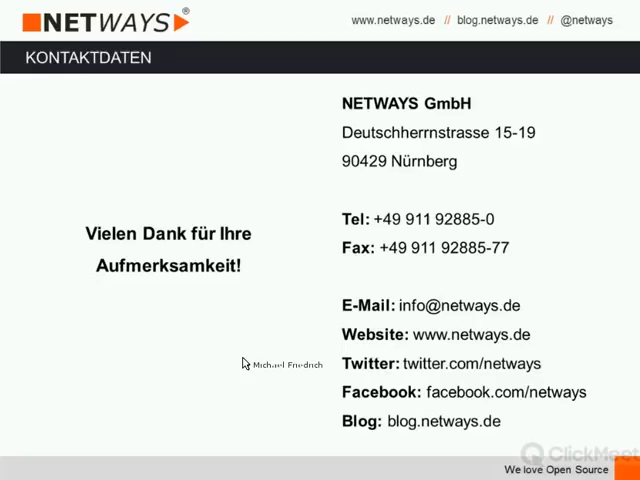 NETWAYS®
www.netways.de // blog.netways.de // @netways
KONTAKTDATEN
Vielen Dank für Ihre
Aufmerksamkeit!
NETWAYS GmbH
Deutschherrnstrasse 15-19
90429 Nürnberg
Tel: +49 911 92885-0
Fax: +49 911 92885-77
E-Mail: info@netways.de
Website: www.netways.de
Twitter: twitter.com/netways
Facebook: facebook.com/netways
Blog: blog.netways.de
Michael Friedrich
ClickMeet
We love Open Source